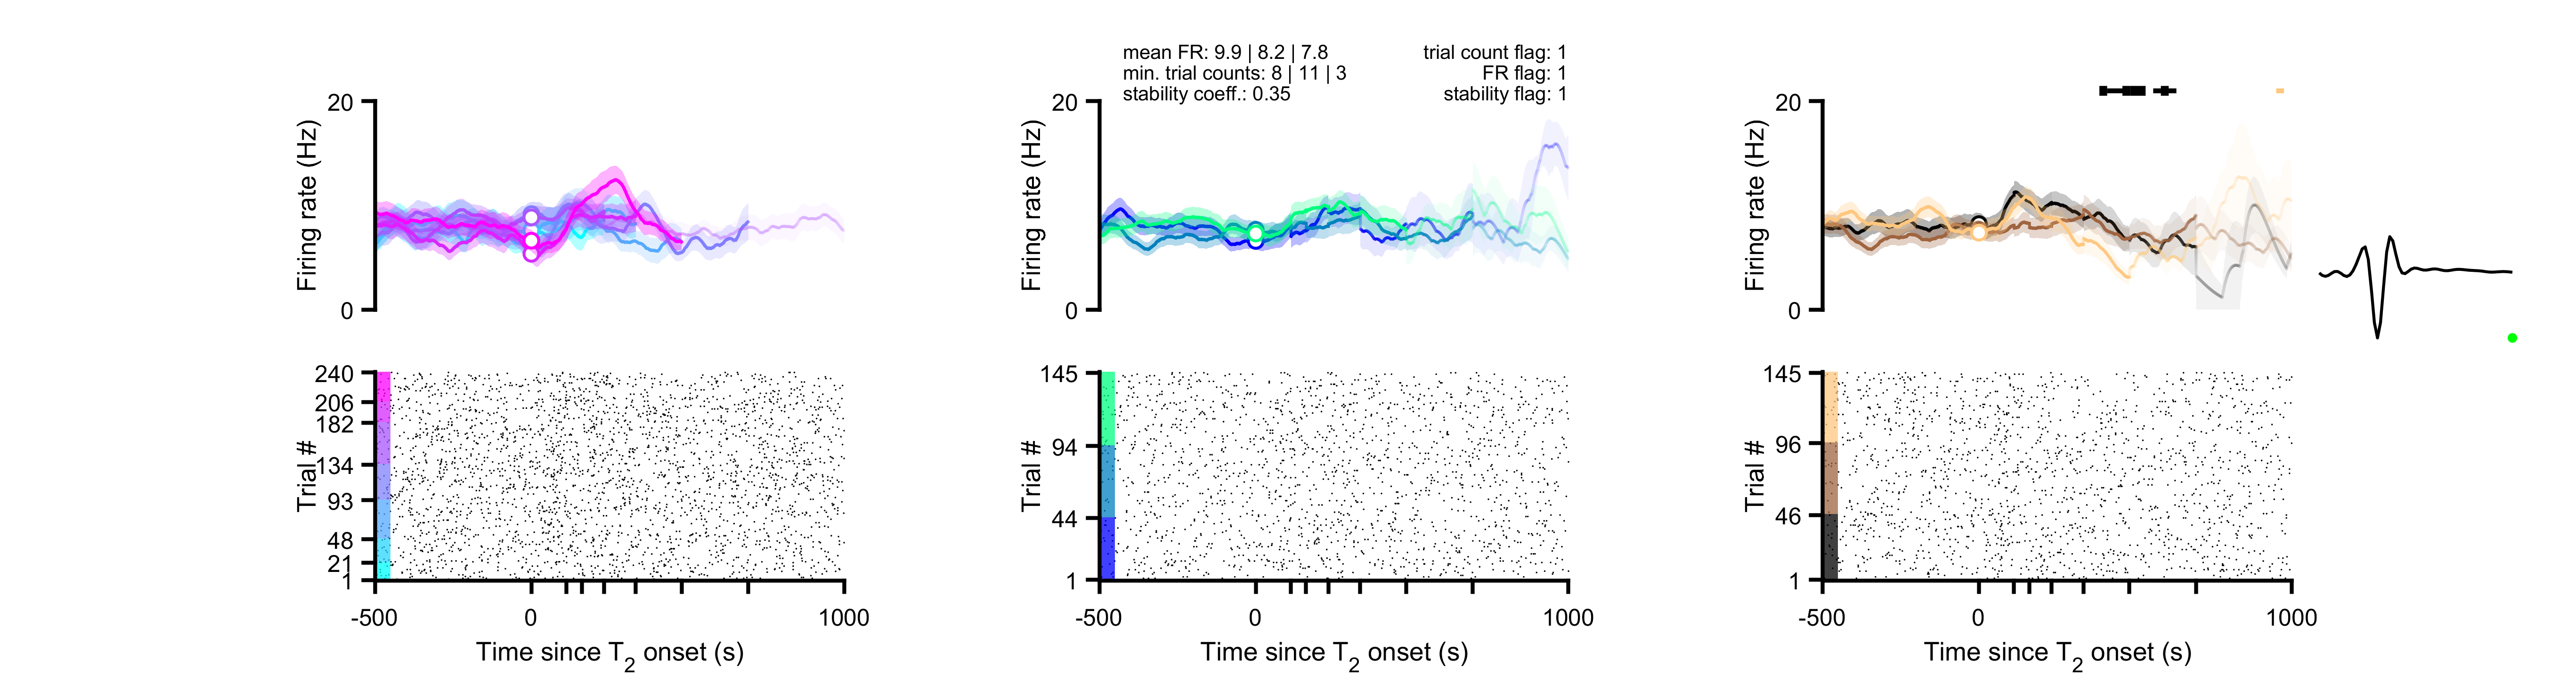 mean FR: 9.9 | 8.2 | 7.8
min. trial counts: 8 | 11 | 3
stability coeff.: 0.35
trial count flag: 1
FR flag: 1
stability flag: 1
20
Firing rate (Hz)
0
20
Firing rate (Hz)
0
20
Firing rate (Hz)
0
240
206
182
134
93
48
21
1
Trial #
-500
0
1000
Time since T2 onset (s)
145
94
44
1
Trial #
-500
0
1000
Time since T2 onset (s)
145
96
46
1
Trial #
-500
0
1000
Time since T2 onset (s)